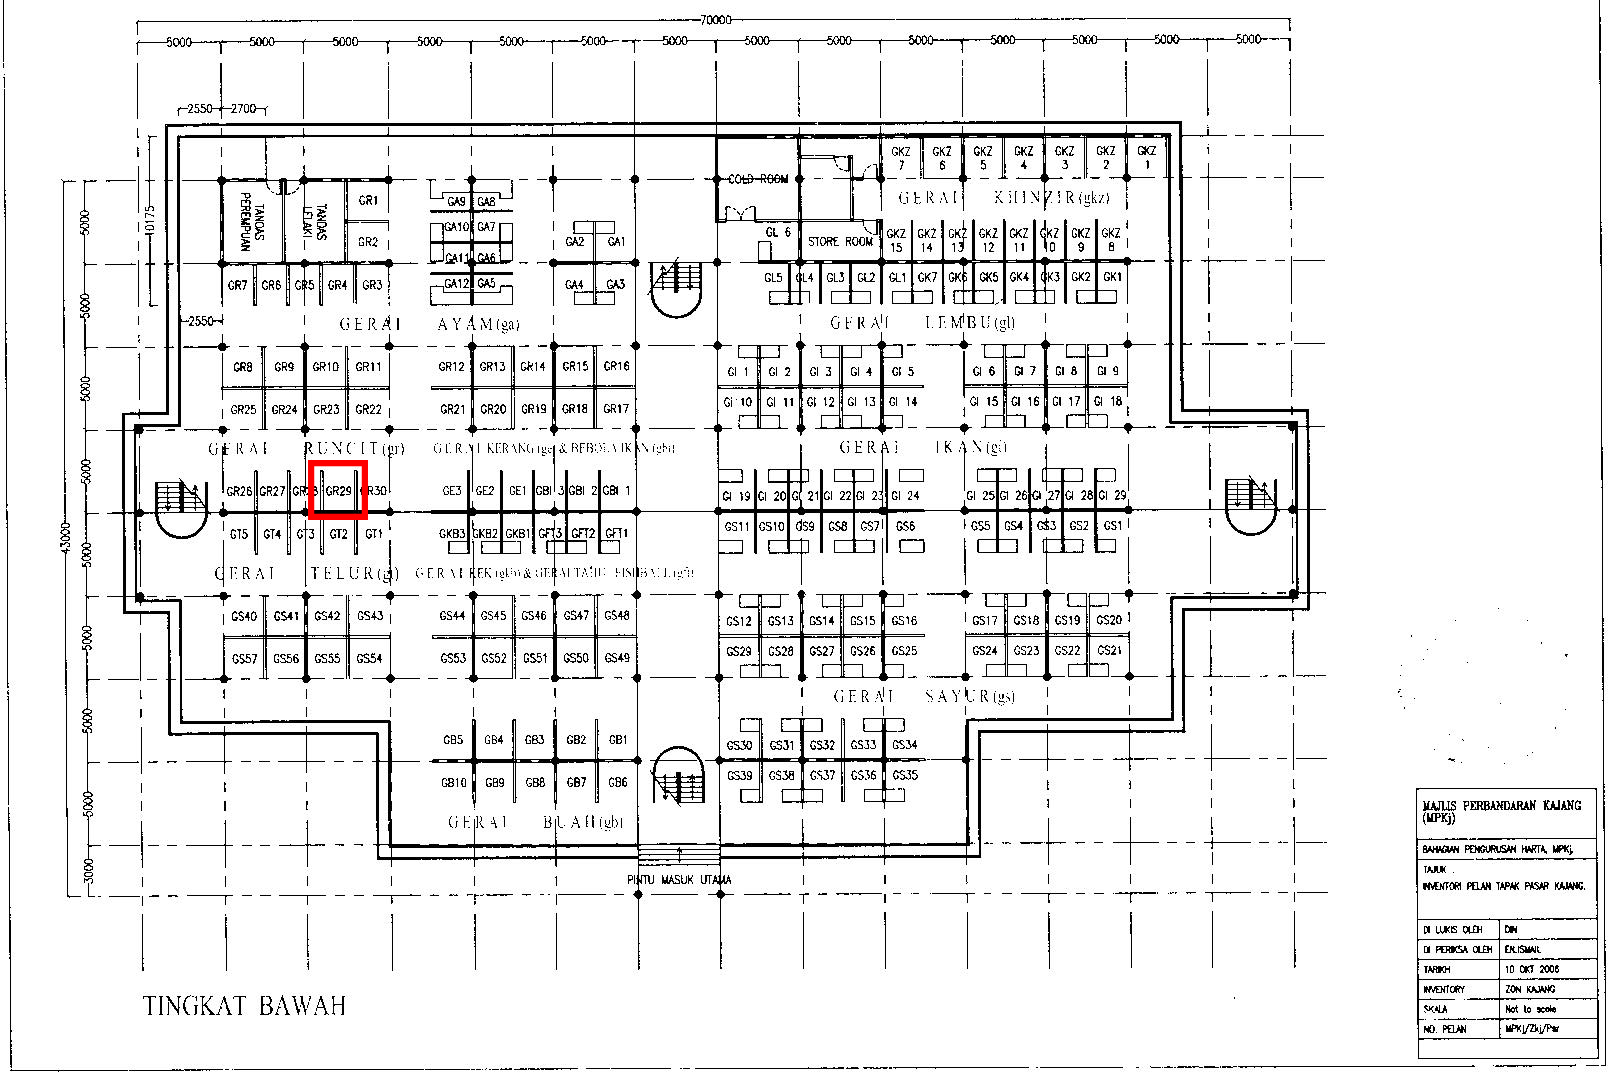 70000
5000 5000 5000 5000 5000 5000 5000 5000 5000 5000 5000 5000 5000 5000
2550 2700
GKZ 7 GKZ 6 GKZ 5 GKZ 4 GKZ 3 GKZ 2 GKZ 1
COLD ROOM
GERAI KHINZIR(gkz)
TANDAS PEREMPUAN
TANDAS LELAKI
GR1
GR2
GA9 GA8
GA10 GA7
GA11 GA6
GA12 GA5
GA2 GA1
GA4 GA3
GL 6
STORE ROOM
GKZ 15 GKZ 14 GKZ 13 GKZ 12 GKZ 11 GKZ 10 GKZ 9 GKZ 8
5000
10175
GR7 GR6 GR5 GR4 GR3
GL5 GL4 GL3 GL2 GL1 GK7 GK6 GK5 GK4 GK3 GK2 GK1
5000
2550
GERAI AYAM(ga)
GERAI LEMBU(gl)
GR8 GR9 GR10 GR11 GR12 GR13 GR14 GR15 GR16
GI 1 GI 2 GI 3 GI 4 GI 5 GI 6 GI 7 GI 8 GI 9
5000
GR25 GR24 GR23 GR22 GR21 GR20 GR19 GR18 GR17
GI 10 GI 11 GI 12 GI 13 GI 14 GI 15 GI 16 GI 17 GI 18
GERAI RUNCIT(gr)
GERAI KERANG(ge) & BEBOLA IKAN(gbi)
GERAI IKAN(gi)
5000
GR26 GR27 GR28 GR29 GR30 GE3 GE2 GE1 GBI 3 GBI 2 GBI 1
GI 19 GI 20 GI 21 GI 22 GI 23 GI 24 GI 25 GI 26 GI 27 GI 28 GI 29
43000
5000
GT5 GT4 GT3 GT2 GT1 GKB3 GKB2 GKB1 GFT3 GFT2 GFT1
GS11 GS10 GS9 GS8 GS7 GS6 GS5 GS4 GS3 GS2 GS1
GERAI TELUR(gt)
5000
GS40 GS41 GS42 GS43 GS44 GS45 GS46 GS47 GS48
GS12 GS13 GS14 GS15 GS16 GS17 GS18 GS19 GS20
GS57 GS56 GS55 GS54 GS53 GS52 GS51 GS50 GS49
GS29 GS28 GS27 GS26 GS25 GS24 GS23 GS22 GS21
GERAI SAYUR(gs)
5000
GB5 GB4 GB3 GB2 GB1
GS30 GS31 GS32 GS33 GS34
GB10 GB9 GB8 GB7 GB6
GS39 GS38 GS37 GS36 GS35
5000
GERAI BUAH(gb)
3000
PINTU MASUK UTAMA
TINGKAT BAWAH
MAJLIS PERBANDARAN KAJANG
(MPKj)
BAHAGIAN PENGURUSAN HARTA, MPKj.
TAJUK .
INVENTORI PELAN TAPAK PASAR KAJANG.
DI LUKIS OLEH DIN
DI PERIKSA OLEH EN.ISMAIL
TARIKH 10 OKT 2006
INVENTORY ZON KAJANG
SKALA Not to scale
NO. PELAN MPKj/Zkj/Psr